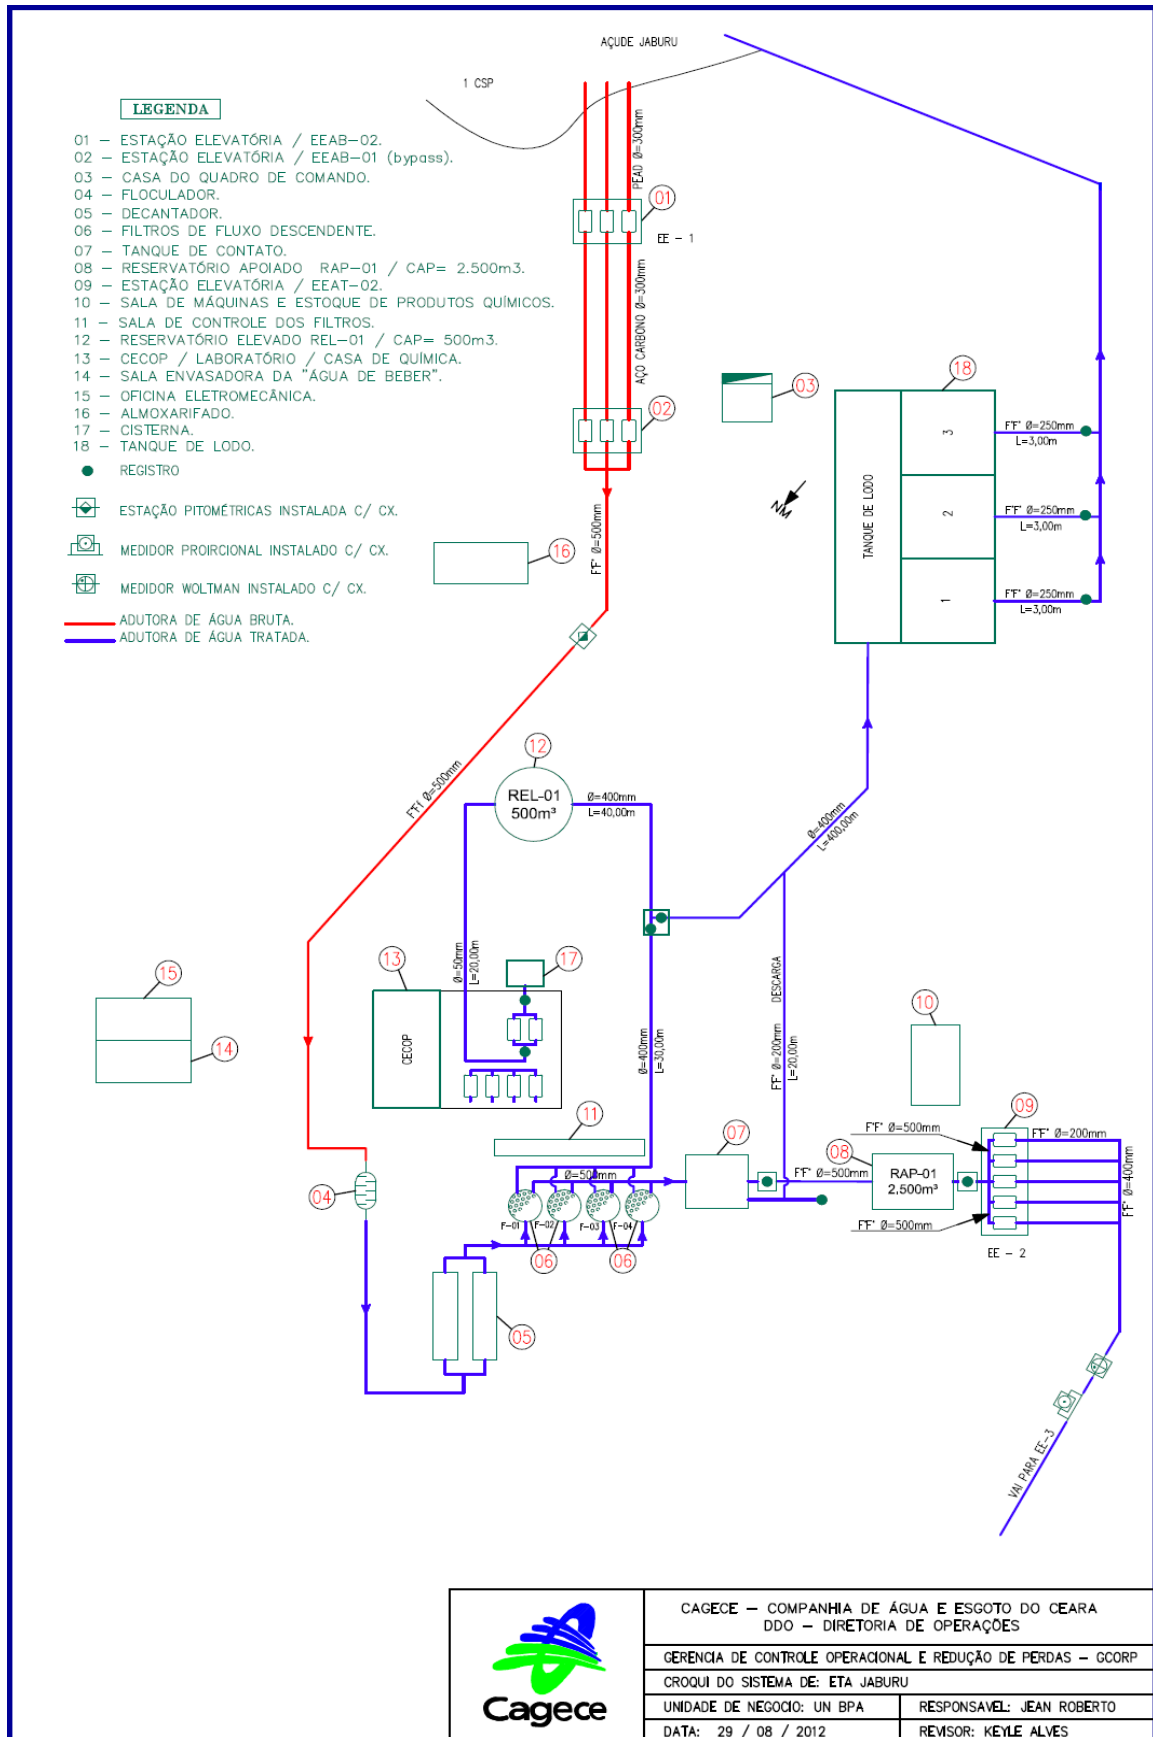 AÇUDE JABURU
1 CSP
LEGENDA
01 – ESTAÇÃO ELEVATÓRIA / EEAB–02.
02 – ESTAÇÃO ELEVATÓRIA / EEAB–01 (bypass).
03 – CASA DO QUADRO DE COMANDO.
04 – FLOCULADOR.
05 – DECANTADOR.
06 – FILTROS DE FLUXO DESCENDENTE.
07 – TANQUE DE CONTATO.
08 – RESERVATÓRIO APOIADO RAP–01 / CAP= 2.500m3.
09 – ESTAÇÃO ELEVATÓRIA / EEAT–02.
10 – SALA DE MÁQUINAS E ESTOQUE DE PRODUTOS QUÍMICOS.
11 – SALA DE CONTROLE DOS FILTROS.
12 – RESERVATÓRIO ELEVADO REL–01 / CAP= 500m3.
13 – CECOP / LABORATÓRIO / CASA DE QUÍMICA.
14 – SALA ENVASADORA DA "ÁGUA DE BEBER".
15 – OFICINA ELETROMECÂNICA.
16 – ALMOXARIFADO.
17 – CISTERNA.
18 – TANQUE DE LODO.
REGISTRO
ESTAÇÃO PITOMÉTRICAS INSTALADA C/ CX.
MEDIDOR PROIRCIONAL INSTALADO C/ CX.
MEDIDOR WOLTMAN INSTALADO C/ CX.
ADUTORA DE ÁGUA BRUTA.
ADUTORA DE ÁGUA TRATADA.
PEAD Ø=300mm
01
EE – 1
AÇO CARBONO Ø=300mm
02
03
F°F° Ø=500mm
16
NM
18
TANQUE DE LODO
3
2
1
F°F° Ø=250mm
L=3,00m
F°F° Ø=250mm
L=3,00m
F°F° Ø=250mm
L=3,00m
12
REL-01
500m³
Ø=400mm
L=40,00m
Ø=500mm
Ø=400mm
L=400,00m
Ø=50mm
L=20,00m
13
17
CECOP
15
14
Ø=400mm
L=30,00m
DESCARGA
F°F° Ø=200mm
L=20,00m
10
11
07
08
09
F°F° Ø=500mm
F°F° Ø=200mm
F°F° Ø=400mm
Ø=500mm
F°F° Ø=500mm
RAP-01
2,500m³
F°F° Ø=500mm
EE – 2
04
F-01
F-02
F-03
F-04
06
06
05
VAI PARA EE-3
Cagece
CAGECE – COMPANHIA DE ÁGUA E ESGOTO DO CEARA
DDO – DIRETORIA DE OPERAÇÕES
GERENCIA DE CONTROLE OPERACIONAL E REDUÇÃO DE PERDAS – GCORP
CROQUI DO SISTEMA DE: ETA JABURU
UNIDADE DE NEGOCIO: UN BPA
RESPONSAVEL: JEAN ROBERTO
DATA: 29 / 08 / 2012
REVISOR: KEYLE ALVES